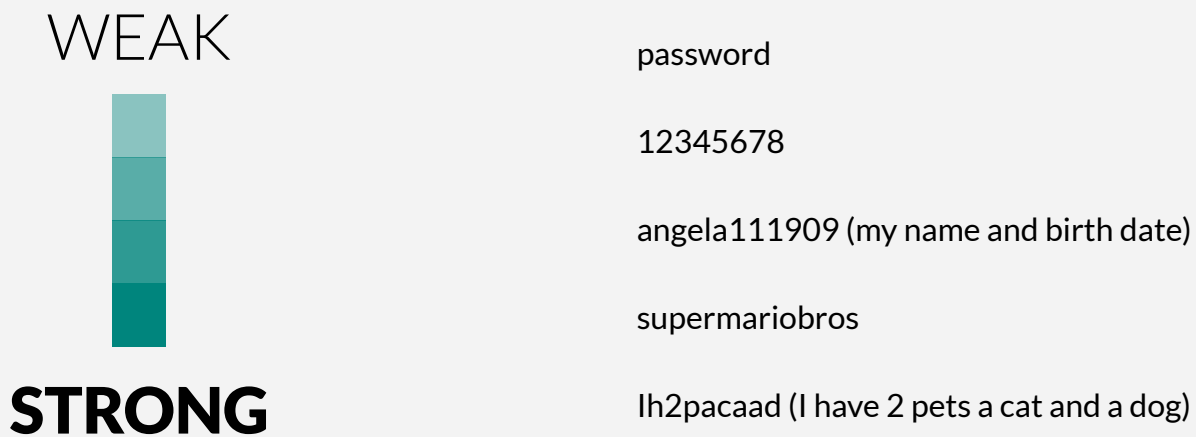 WEAK
STRONG
password
12345678
angela111909 (my name and birth date)
supermariobros
Ih2pacaad (I have 2 pets a cat and a dog)